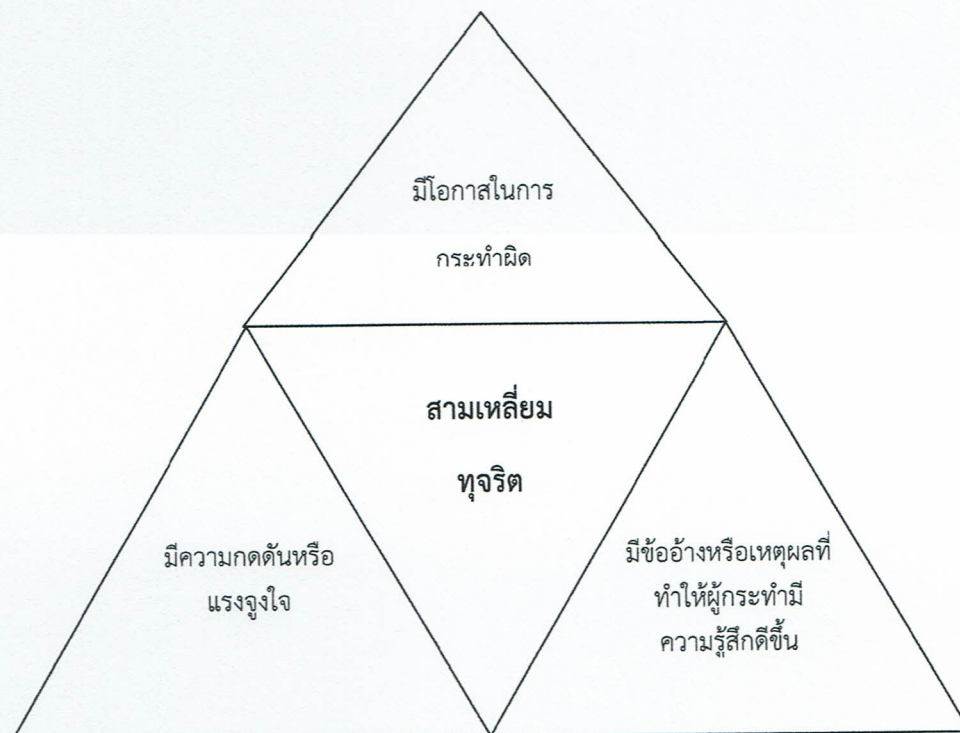 มีโอกาสในการ
กระทำผิด
สามเหลี่ยม
ทุจริต
มีความกดดันหรือ
แรงจูงใจ
มีข้ออ้างหรือเหตุผลที่
ทำให้ผู้กระทำมี
ความรู้สึกดีขึ้น